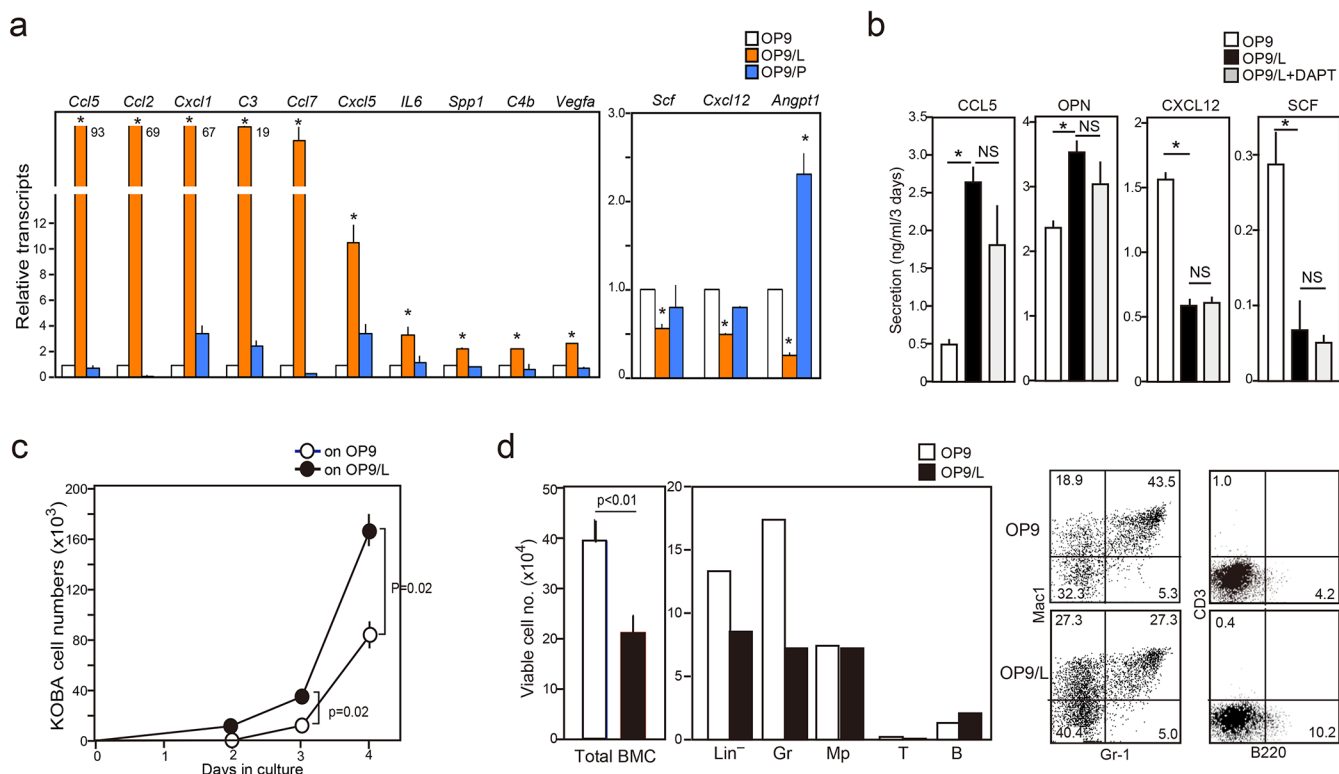 a
OP9
OP9/L
OP9/P
Ccl5 Ccl2 Cxcl1 C3 Ccl7 Cxcl5 IL6 Spp1 C4b Vegfa
* 93 * 69 * 67 * 19 * * * * * *
Relative transcripts
12
10
8
6
4
2
0
Scf Cxcl12 Angpt1
3.0
2.0
1.0
0
* * * *
b
OP9
OP9/L
OP9/L+DAPT
CCL5 OPN CXCL12 SCF
Secretion (ng/ml/3 days)
3.5
3.0
2.5
2.0
1.5
1.0
0.5
0
* NS
4
3
2
1
0
* NS
2.0
1.5
1.0
0.5
0
* NS
0.3
0.2
0.1
0
* NS
c
on OP9
on OP9/L
KOBA cell numbers (x10³)
200
160
120
80
40
0
0 2 3 4
Days in culture
P=0.02
p=0.02
d
OP9
OP9/L
Viable cell no. (x10⁴)
50
40
30
20
10
0
p<0.01
Total BMC
20
15
10
5
0
Lin⁻ Gr Mp T B
OP9
18.9 43.5
32.3 5.3
1.0
4.2
Mac1
CD3
OP9/L
27.3 27.3
40.4 5.0
0.4
10.2
Gr-1
B220